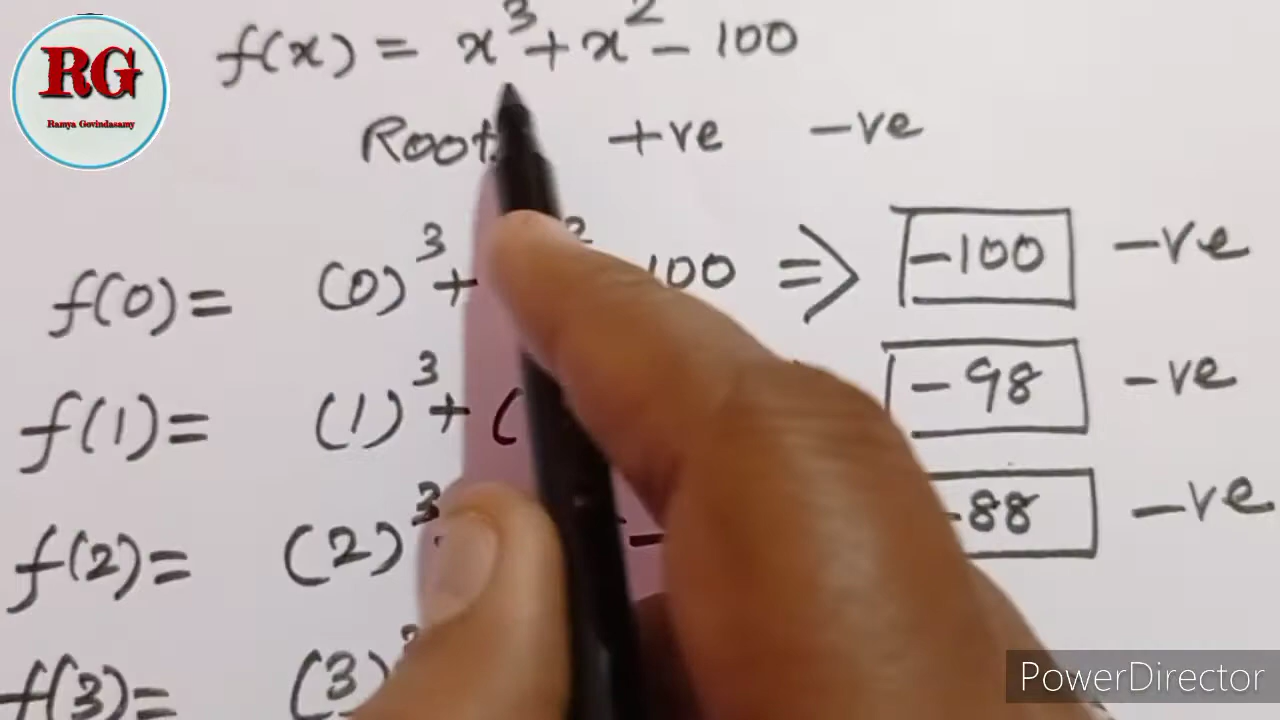 RG
Ramya Govindasamy
f(x) = x³ + x² - 100
Root +ve -ve
f(0) = (0)³ + ² 100 ⇒ -100 -ve
f(1) = (1)³ + ( -98 -ve
f(2) = (2)³ - -88 -ve
f(3) = (3)
PowerDirector